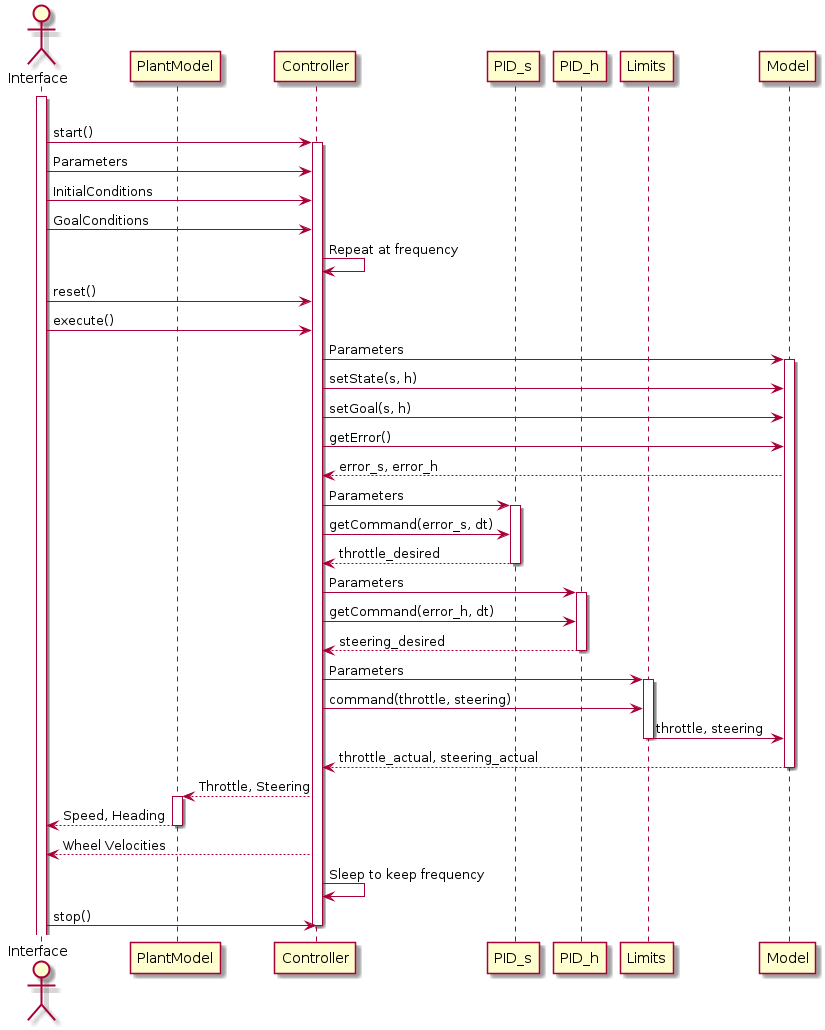 Interface
PlantModel
Controller
PID_s
PID_h
Limits
Model
start()
Parameters
InitialConditions
GoalConditions
Repeat at frequency
reset()
execute()
Parameters
setState(s, h)
setGoal(s, h)
getError()
error_s, error_h
Parameters
getCommand(error_s, dt)
throttle_desired
Parameters
getCommand(error_h, dt)
steering_desired
Parameters
command(throttle, steering)
throttle, steering
throttle_actual, steering_actual
Throttle, Steering
Speed, Heading
Wheel Velocities
Sleep to keep frequency
stop()
Interface
PlantModel
Controller
PID_s
PID_h
Limits
Model